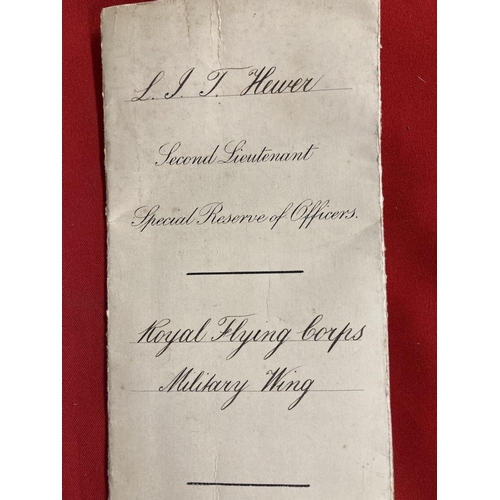 L. J. T. Hewer
Second Lieutenant
Special Reserve of Officers.
Royal Flying Corps
Military Wing